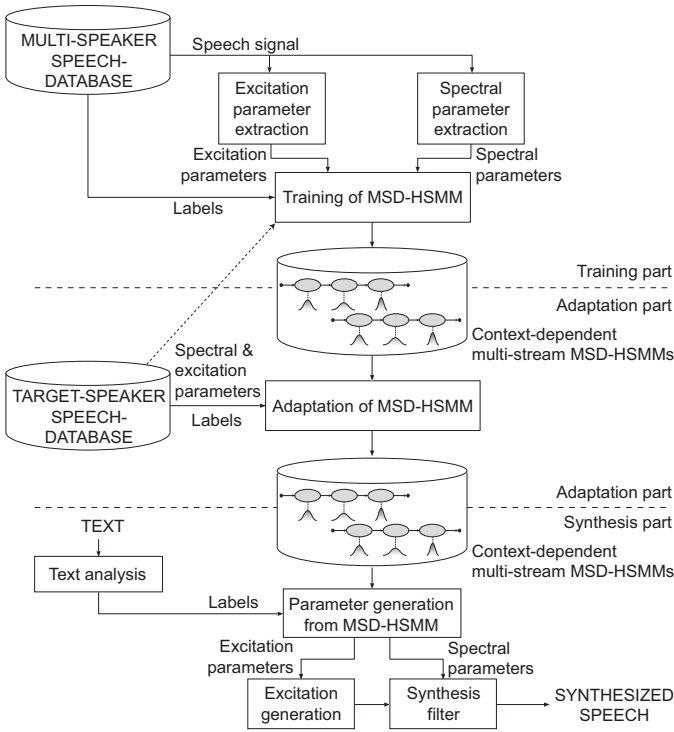 MULTI-SPEAKER
SPEECH-
DATABASE
Speech signal
Excitation
parameter
extraction
Spectral
parameter
extraction
Excitation
parameters
Spectral
parameters
Labels
Training of MSD-HSMM
Training part
Adaptation part
Context-dependent
multi-stream MSD-HSMMs
Spectral &
excitation
parameters
TARGET-SPEAKER
SPEECH-
DATABASE
Labels
Adaptation of MSD-HSMM
Adaptation part
Synthesis part
Context-dependent
multi-stream MSD-HSMMs
TEXT
Text analysis
Labels
Parameter generation
from MSD-HSMM
Excitation
parameters
Spectral
parameters
Excitation
generation
Synthesis
filter
SYNTHESIZED
SPEECH